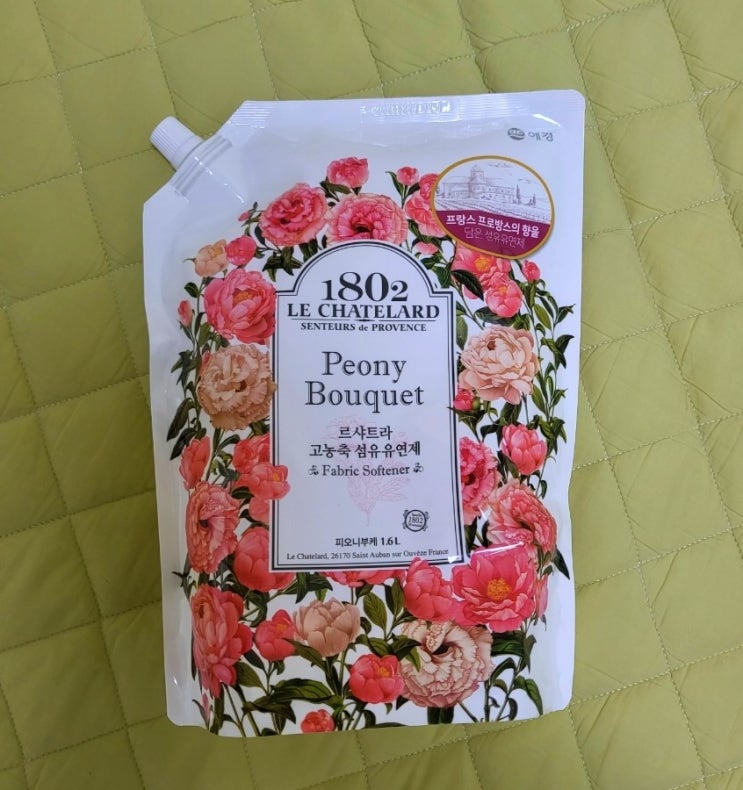 애경
프랑스 프로방스의 향을
담은 섬유유연제
1802
LE CHATELARD
SENTEURS de PROVENCE
Peony
Bouquet
르샤트라
고농축 섬유유연제
Fabric Softener
1802
피오니부케 1.6L
Le Chatelard, 26170 Saint Auban sur Ouvèze France